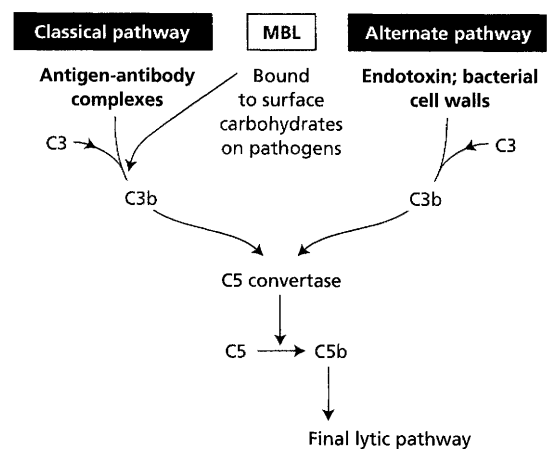 Classical pathway
MBL
Alternate pathway
Antigen-antibody
complexes
Bound
to surface
carbohydrates
on pathogens
Endotoxin; bacterial
cell walls
C3
C3
C3b
C3b
C5 convertase
C5
C5b
Final lytic pathway